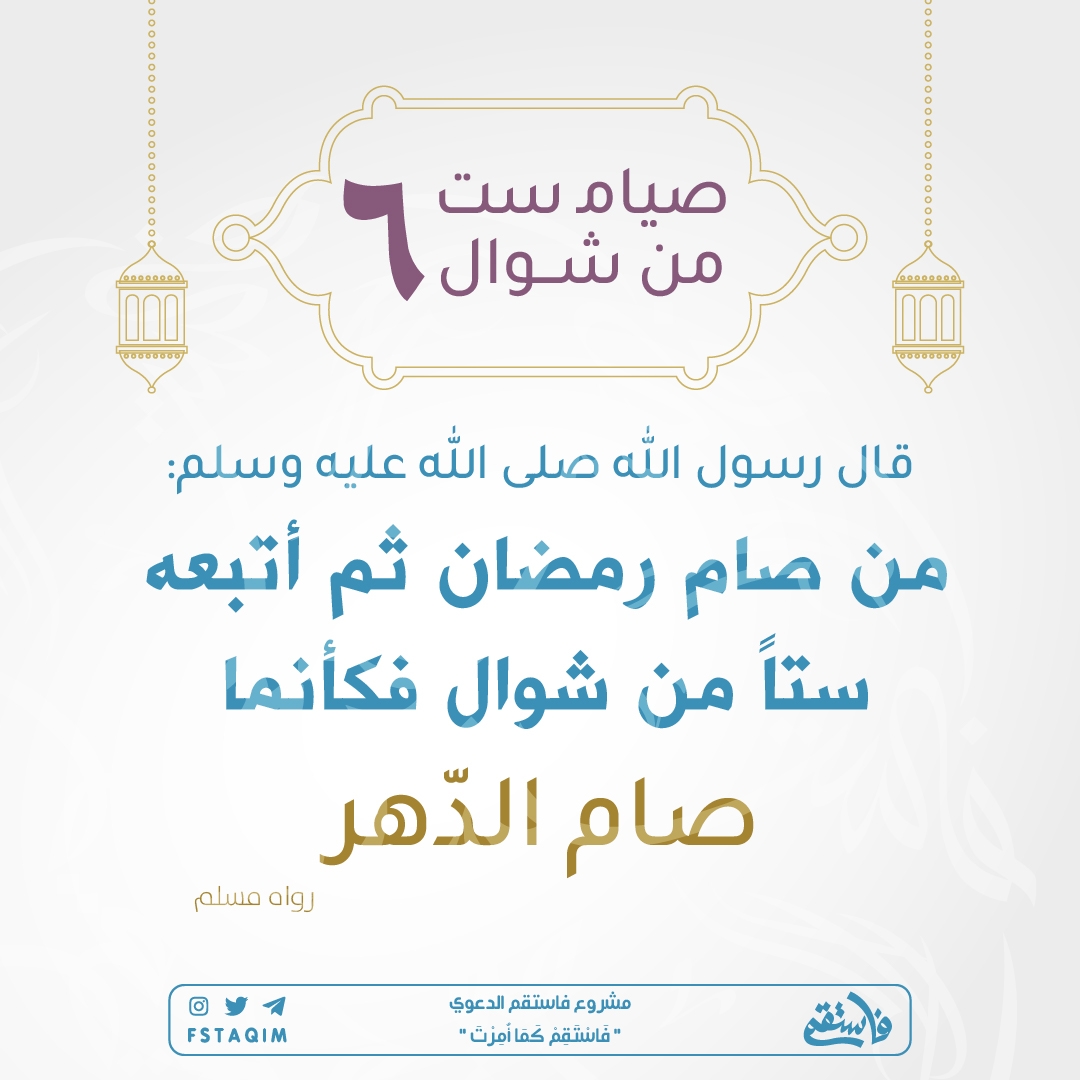 صيام ست
من شوال
٦
قال رسول الله صلى الله عليه وسلم:
من صام رمضان ثم أتبعه
ستاً من شوال فكأنما
صام الدّهر
رواه مسلم
فاستقم
مشروع فاستقم الدعوي
" فَاسْتَقِمْ كَمَا أُمِرْتَ "
FSTAQIM